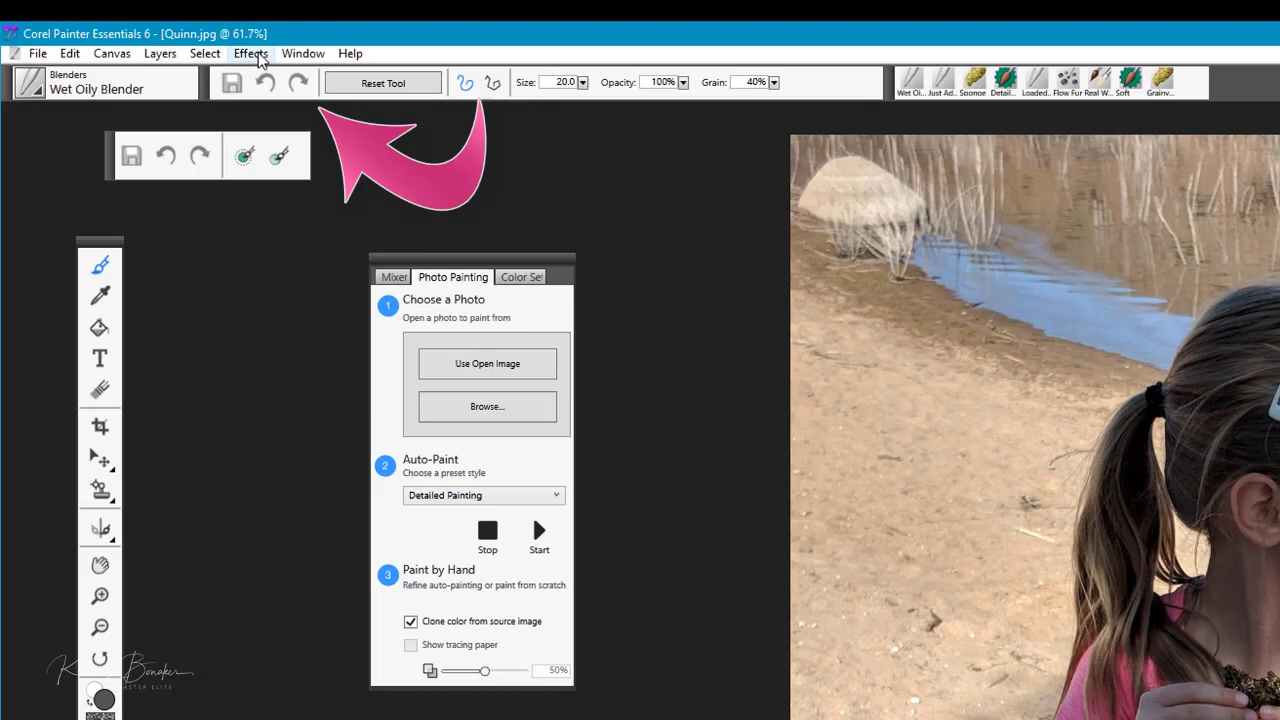 Corel Painter Essentials 6 - [Quinn.jpg @ 61.7%]
File Edit Canvas Layers Select Effects Window Help
Blenders
Wet Oily Blender
Reset Tool
Size: 20.0 Opacity: 100% Grain: 40%
Wet Oi... Just Ad.. Sponge Detail... Loaded.. Flow Fur Real W... Soft Grainy...
Mixer Photo Painting Color Se
1 Choose a Photo
Open a photo to paint from
Use Open Image
Browse...
2 Auto-Paint
Choose a preset style
Detailed Painting
Stop Start
3 Paint by Hand
Refine auto-painting or paint from scratch
Clone color from source image
Show tracing paper
50%
Bonaker